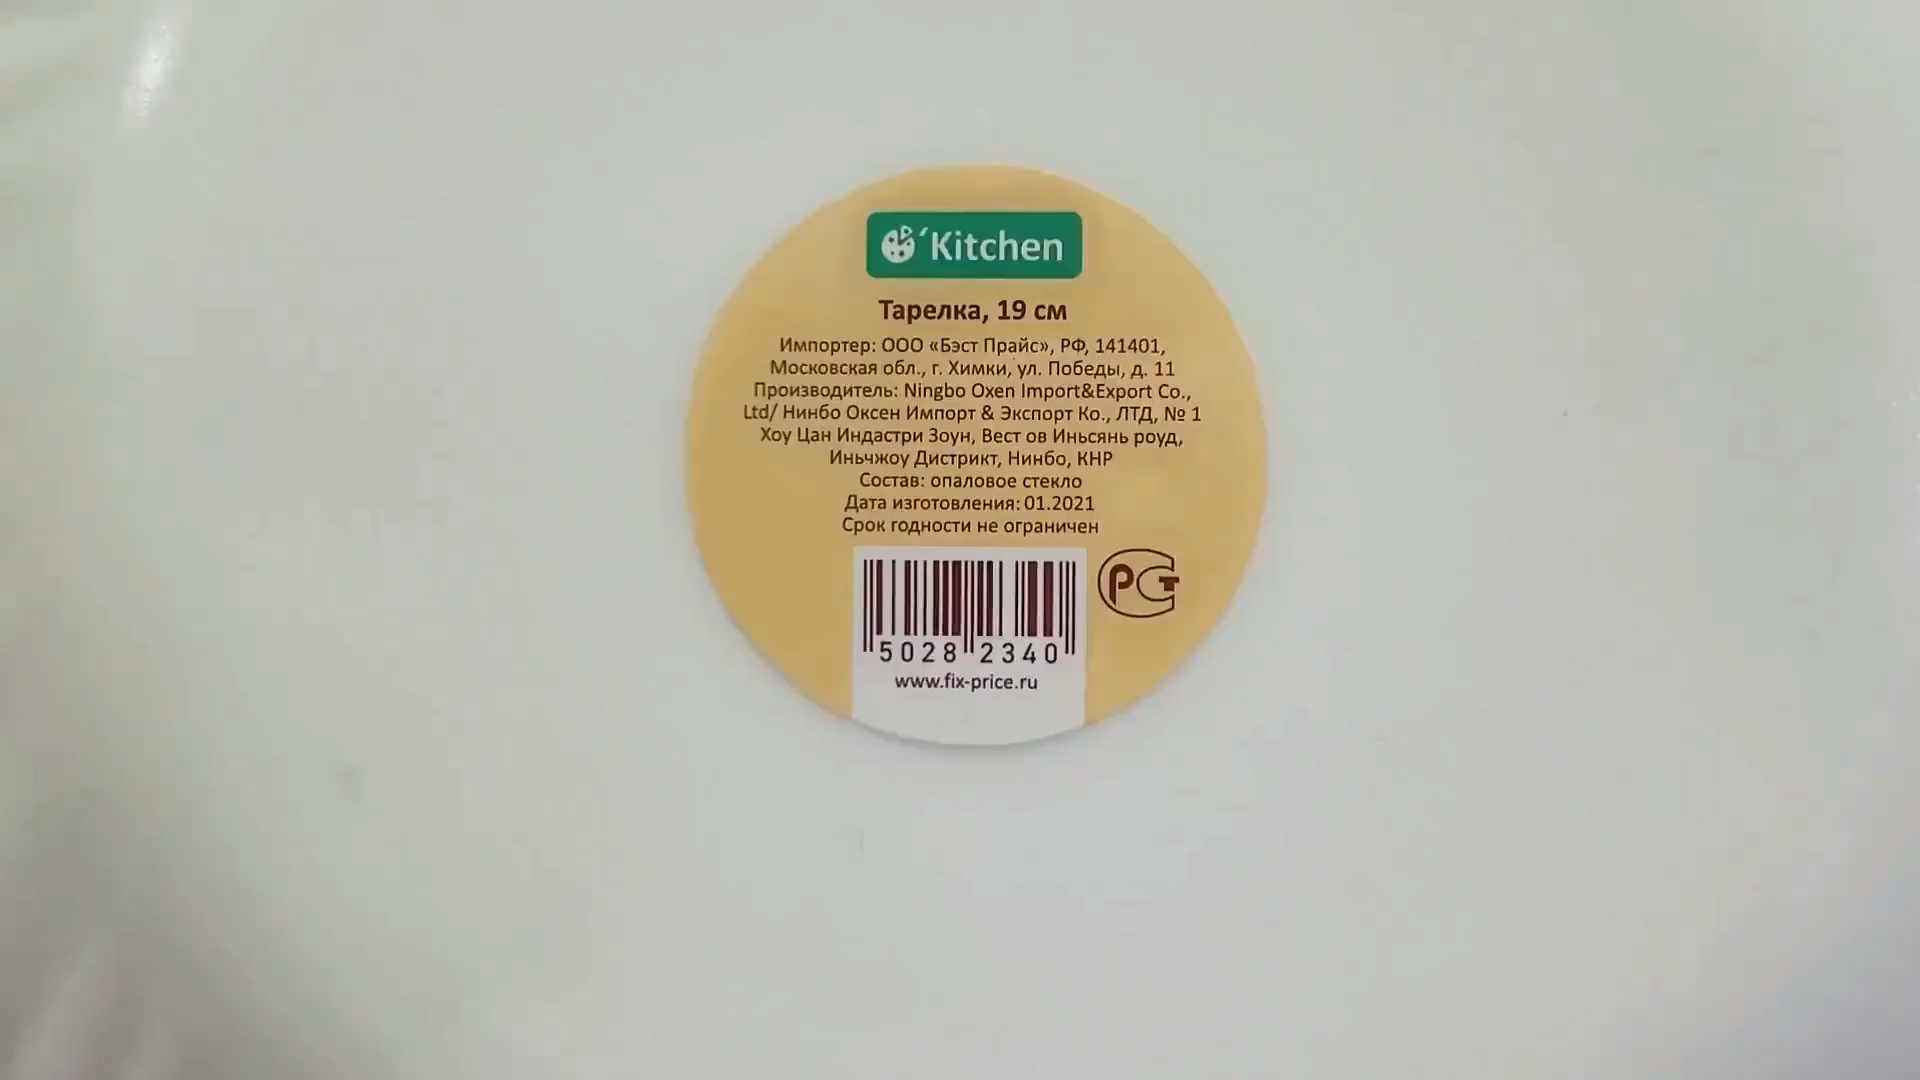 'Kitchen
Тарелка, 19 см
Импортер: ООО «Бэст Прайс», РФ, 141401,
Московская обл., г. Химки, ул. Победы, д. 11
Производитель: Ningbo Oxen Import&Export Co.,
Ltd/ Нинбо Оксен Импорт & Экспорт Ко., ЛТД, № 1
Хоу Цан Индастри Зоун, Вест ов Иньсянь роуд,
Иньчжоу Дистрикт, Нинбо, КНР
Состав: опаловое стекло
Дата изготовления: 01.2021
Срок годности не ограничен
РСТ
5028 2340
www.fix-price.ru